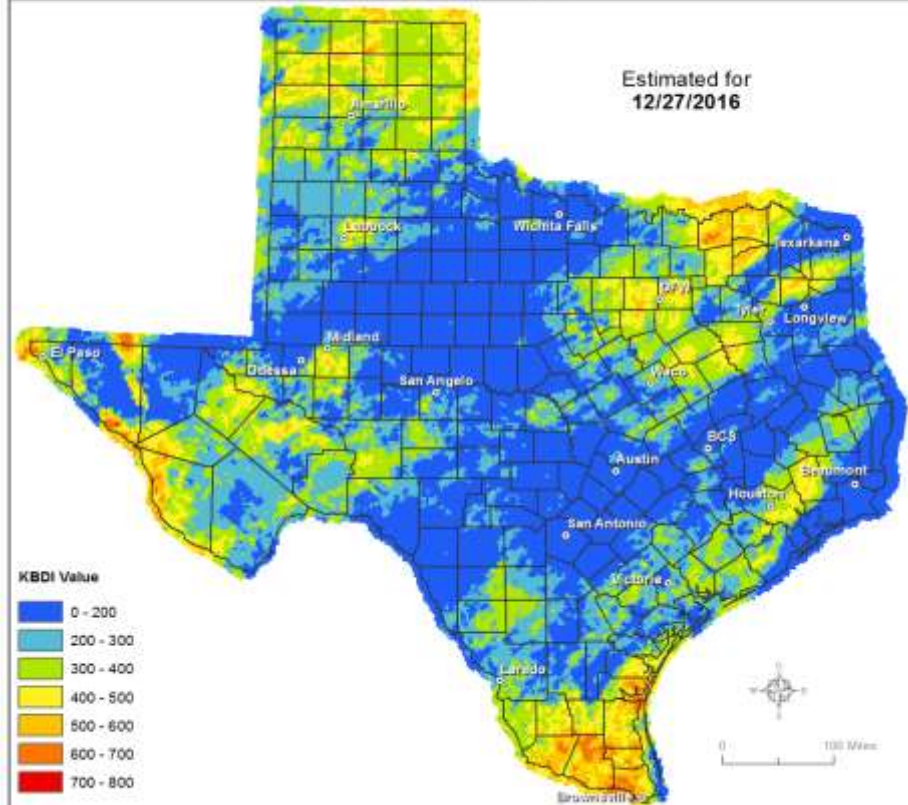 Estimated for
12/27/2016
Amarillo
Lubbock
Wichita Falls
Texarkana
DFW
Tyler
Longview
El Paso
Midland
Odessa
San Angelo
Waco
BCS
Austin
Beaumont
Houston
San Antonio
Victoria
Laredo
Brownsville
KBDI Value
0 - 200
200 - 300
300 - 400
400 - 500
500 - 600
600 - 700
700 - 800
0 100 Miles